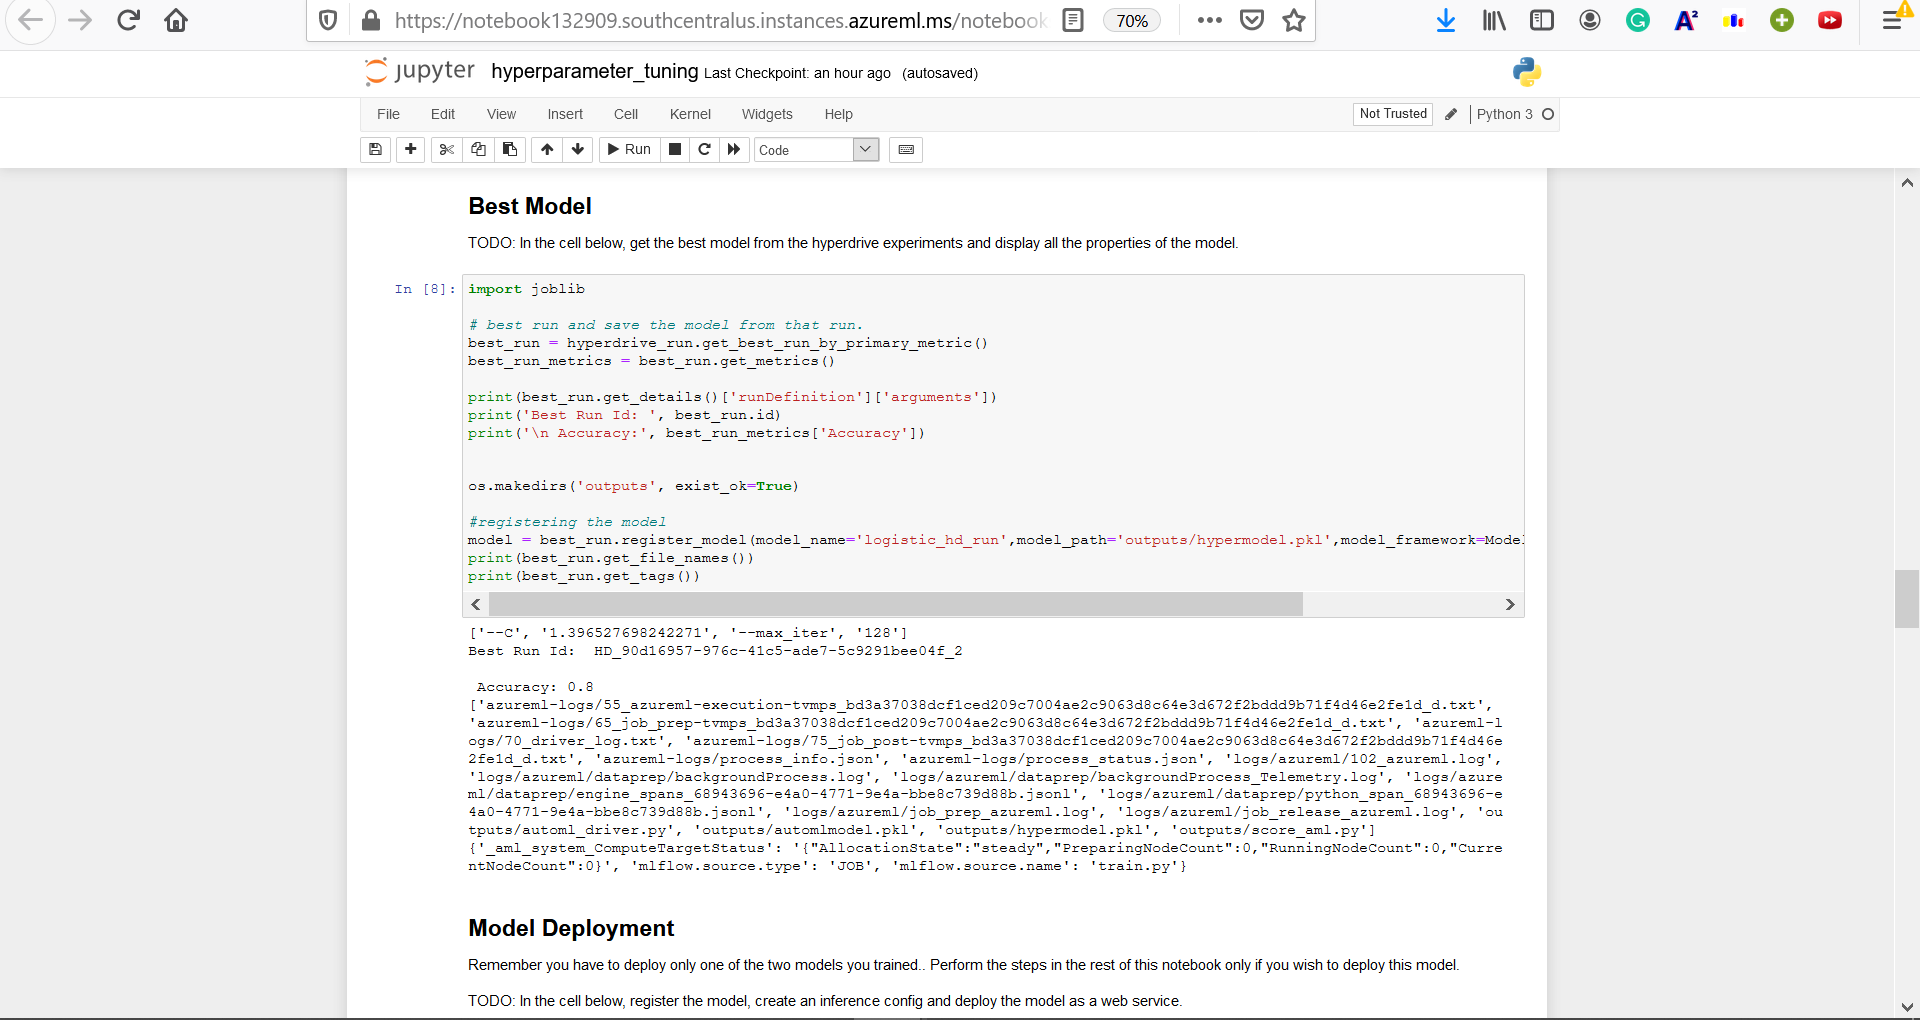 https://notebook132909.southcentralus.instances.azureml.ms/notebook
70%
jupyter hyperparameter_tuning Last Checkpoint: an hour ago (autosaved)
File Edit View Insert Cell Kernel Widgets Help
Not Trusted Python 3
Run Code
Best Model
TODO: In the cell below, get the best model from the hyperdrive experiments and display all the properties of the model.
In [8]: import joblib
# best run and save the model from that run.
best_run = hyperdrive_run.get_best_run_by_primary_metric()
best_run_metrics = best_run.get_metrics()
print(best_run.get_details()['runDefinition']['arguments'])
print('Best Run Id: ', best_run.id)
print('\n Accuracy:', best_run_metrics['Accuracy'])
os.makedirs('outputs', exist_ok=True)
#registering the model
model = best_run.register_model(model_name='logistic_hd_run',model_path='outputs/hypermodel.pkl',model_framework=Model
print(best_run.get_file_names())
print(best_run.get_tags())
['--C', '1.396527698242271', '--max_iter', '128']
Best Run Id:  HD_90d16957-976c-41c5-ade7-5c9291bee04f_2
Accuracy: 0.8
['azureml-logs/55_azureml-execution-tvmps_bd3a37038dcf1ced209c7004ae2c9063d8c64e3d672f2bddd9b71f4d46e2fe1d_d.txt',
'azureml-logs/65_job_prep-tvmps_bd3a37038dcf1ced209c7004ae2c9063d8c64e3d672f2bddd9b71f4d46e2fe1d_d.txt', 'azureml-l
ogs/70_driver_log.txt', 'azureml-logs/75_job_post-tvmps_bd3a37038dcf1ced209c7004ae2c9063d8c64e3d672f2bddd9b71f4d46e
2fe1d_d.txt', 'azureml-logs/process_info.json', 'azureml-logs/process_status.json', 'logs/azureml/102_azureml.log',
'logs/azureml/dataprep/backgroundProcess.log', 'logs/azureml/dataprep/backgroundProcess_Telemetry.log', 'logs/azure
ml/dataprep/engine_spans_68943696-e4a0-4771-9e4a-bbe8c739d88b.jsonl', 'logs/azureml/dataprep/python_span_68943696-e
4a0-4771-9e4a-bbe8c739d88b.jsonl', 'logs/azureml/job_prep_azureml.log', 'logs/azureml/job_release_azureml.log', 'ou
tputs/automl_driver.py', 'outputs/automlmodel.pkl', 'outputs/hypermodel.pkl', 'outputs/score_aml.py']
{'_aml_system_ComputeTargetStatus': '{"AllocationState":"steady","PreparingNodeCount":0,"RunningNodeCount":0,"Curre
ntNodeCount":0}', 'mlflow.source.type': 'JOB', 'mlflow.source.name': 'train.py'}
Model Deployment
Remember you have to deploy only one of the two models you trained.. Perform the steps in the rest of this notebook only if you wish to deploy this model.
TODO: In the cell below, register the model, create an inference config and deploy the model as a web service.